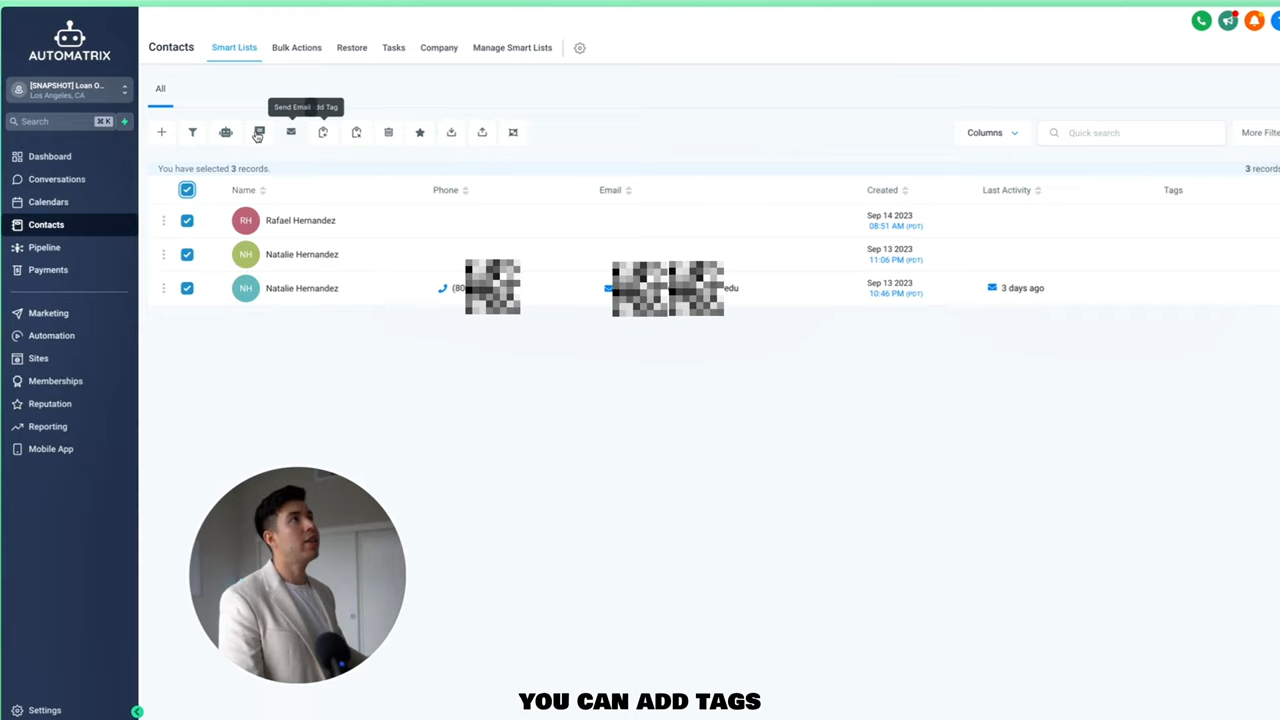 AUTOMATRIX
[SNAPSHOT] Loan O...
Los Angeles, CA
Search ⌘ K
Dashboard
Conversations
Calendars
Contacts
Pipeline
Payments
Marketing
Automation
Sites
Memberships
Reputation
Reporting
Mobile App
Settings
Contacts Smart Lists Bulk Actions Restore Tasks Company Manage Smart Lists
All
Send Email dd Tag
Columns Quick search More Filte
You have selected 3 records. 3 records
Name Phone Email Created Last Activity Tags
RH Rafael Hernandez Sep 14 2023
08:51 AM (PDT)
NH Natalie Hernandez Sep 13 2023
11:06 PM (PDT)
NH Natalie Hernandez (80 edu Sep 13 2023 3 days ago
10:46 PM (PDT)
YOU CAN ADD TAGS